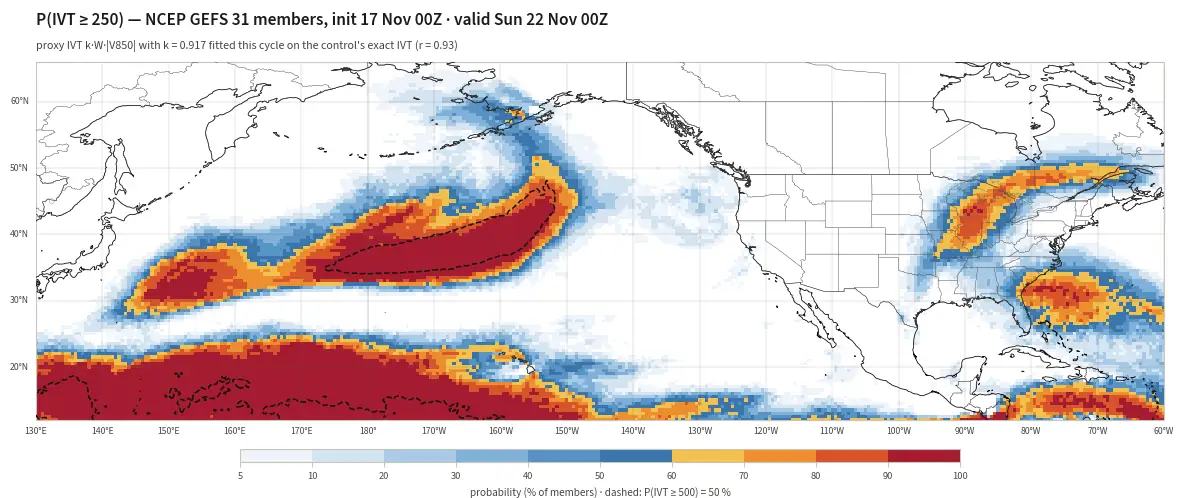 P(IVT ≥ 250) — NCEP GEFS 31 members, init 17 Nov 00Z · valid Sun 22 Nov 00Z
proxy IVT k·W·|V850| with k = 0.917 fitted this cycle on the control's exact IVT (r = 0.93)
60°N
50°N
40°N
30°N
20°N
130°E 140°E 150°E 160°E 170°E 180° 170°W 160°W 150°W 140°W 130°W 120°W 110°W 100°W 90°W 80°W 70°W 60°W
5 10 20 30 40 50 60 70 80 90 100
probability (% of members) · dashed: P(IVT ≥ 500) = 50 %